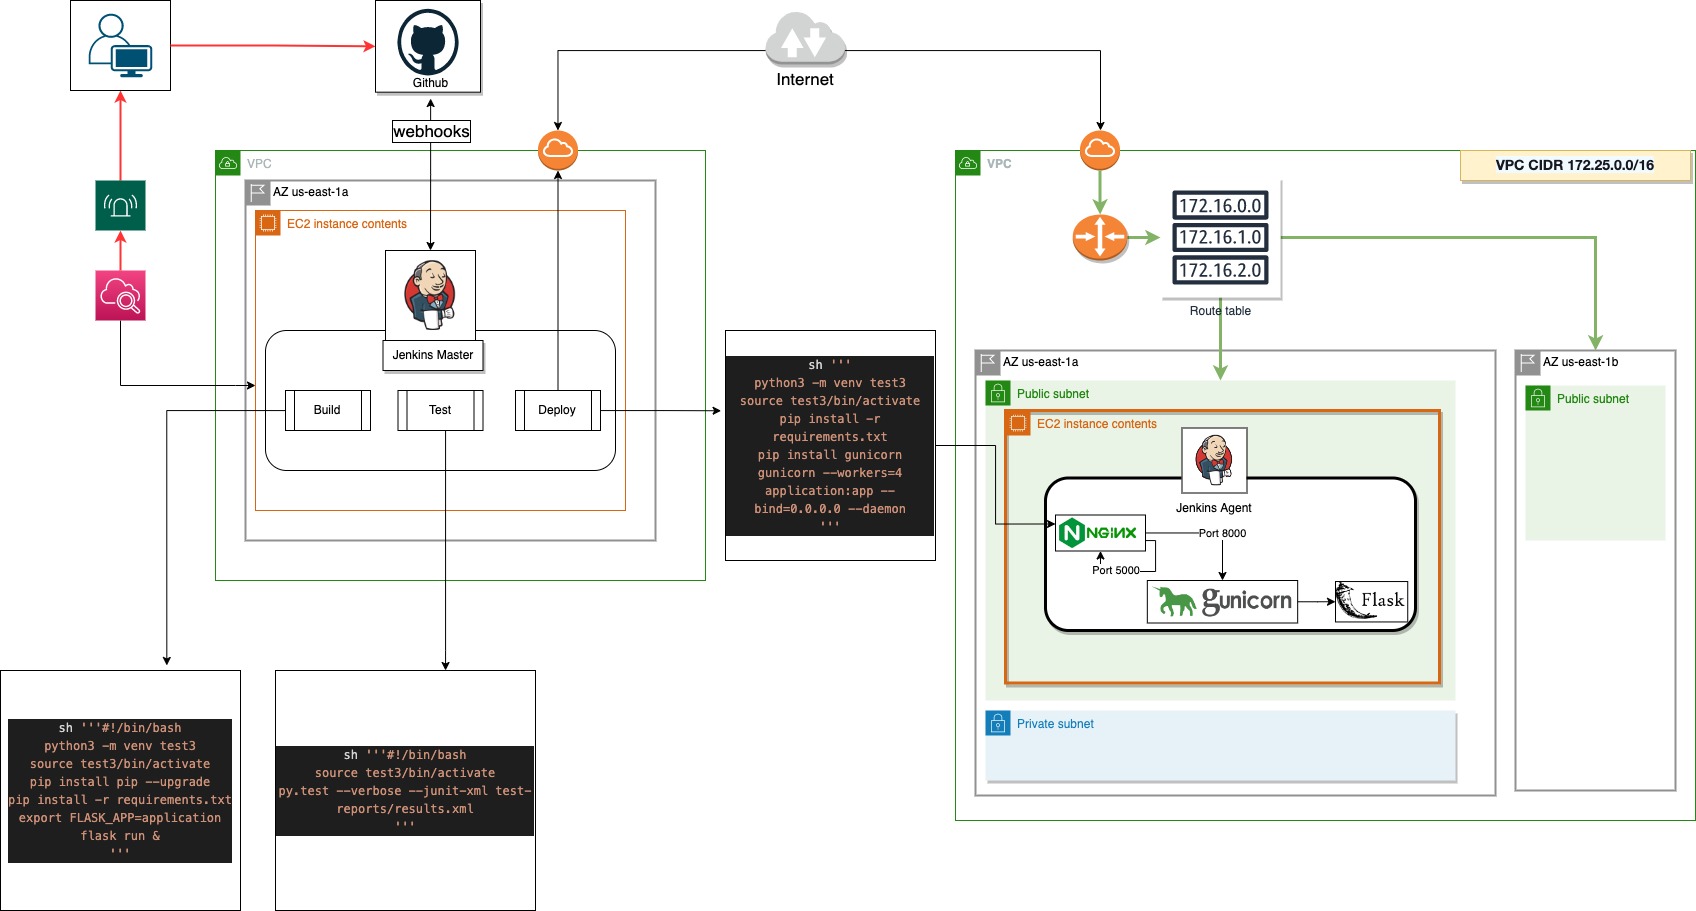 Github
Internet
webhooks
VPC
AZ us-east-1a
EC2 instance contents
Jenkins Master
Build
Test
Deploy
sh '''
python3 -m venv test3
source test3/bin/activate
pip install -r
requirements.txt
pip install gunicorn
gunicorn --workers=4
application:app --
bind=0.0.0.0 --daemon
'''
sh '''#!/bin/bash
python3 -m venv test3
source test3/bin/activate
pip install pip --upgrade
pip install -r requirements.txt
export FLASK_APP=application
flask run &
'''
sh '''#!/bin/bash
source test3/bin/activate
py.test --verbose --junit-xml test-
reports/results.xml
'''
VPC
VPC CIDR 172.25.0.0/16
172.16.0.0
172.16.1.0
172.16.2.0
Route table
AZ us-east-1a
Public subnet
EC2 instance contents
Jenkins Agent
NGINX
Port 8000
Port 5000
gunicorn
Flask
Private subnet
AZ us-east-1b
Public subnet